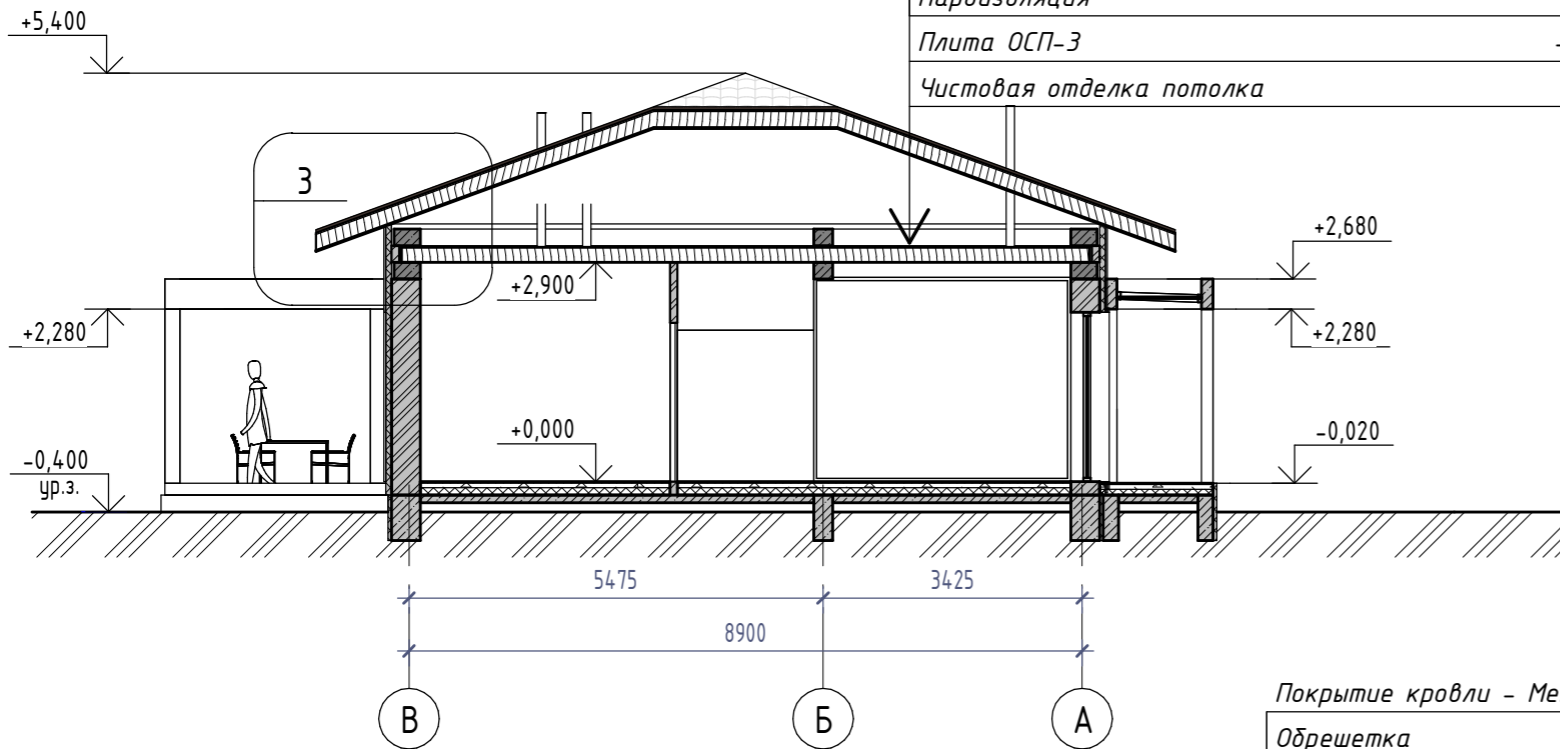 Пароизоляция
+5,400
Плита ОСП-3 -
Чистовая отделка потолка
3
+2,680
+2,900
+2,280
+2,280
+0,000
-0,020
-0,400
ур.з.
5475 3425
8900
В Б А
Покрытие кровли - Ме
Обрешетка